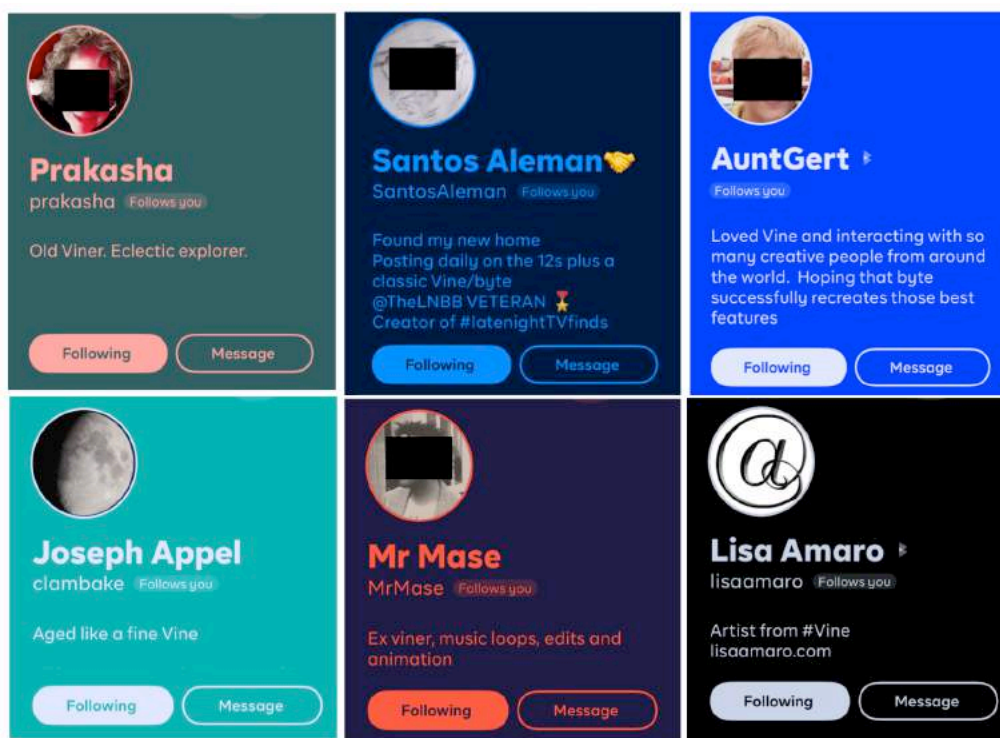 Prakasha
prakasha Follows you
Old Viner. Eclectic explorer.
Following Message
Santos Aleman🤝
SantosAleman Follows you
Found my new home
Posting daily on the 12s plus a
classic Vine/byte
@TheLNBB VETERAN 🎖️
Creator of #latenightTVfinds
Following Message
AuntGert
Follows you
Loved Vine and interacting with so
many creative people from around
the world. Hoping that byte
successfully recreates those best
features
Following Message
Joseph Appel
clambake Follows you
Aged like a fine Vine
Following Message
Mr Mase
MrMase Follows you
Ex viner, music loops, edits and
animation
Following Message
@
Lisa Amaro
lisaamaro Follows you
Artist from #Vine
lisaamaro.com
Following Message